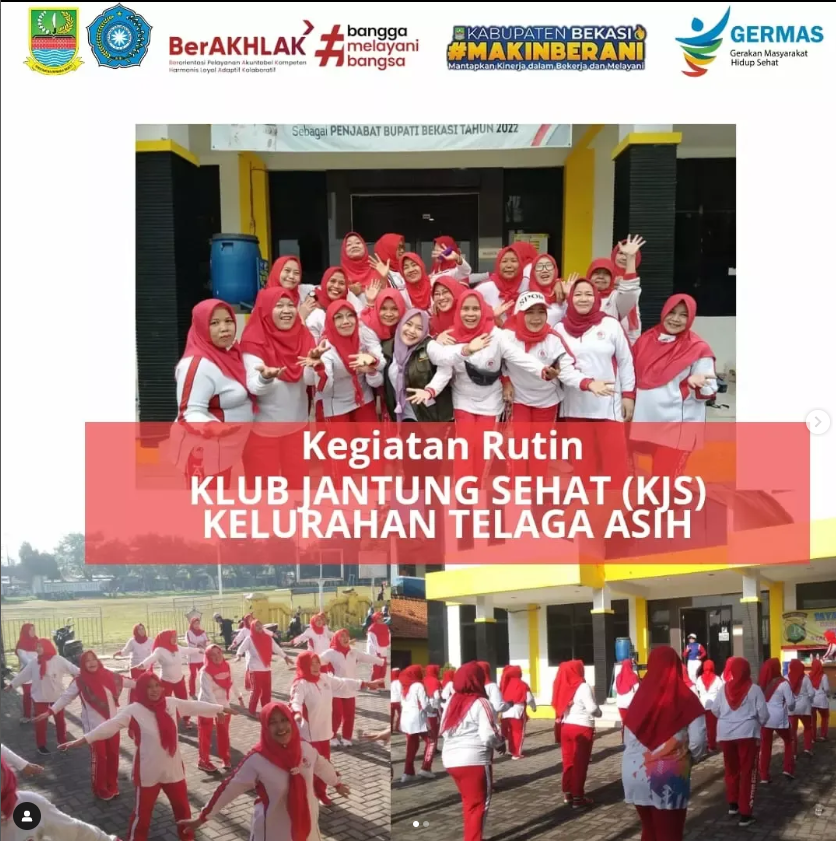 BerAKHLAK
Berorientasi Pelayanan Akuntabel Kompeten
Harmonis Loyal Adaptif Kolaboratif
#bangga
melayani
bangsa
KABUPATEN BEKASI
#MAKINBERANI
Mantapkan Kinerja dalam Bekerja dan Melayani
GERMAS
Gerakan Masyarakat
Hidup Sehat
Sebagai PENJABAT BUPATI BEKASI TAHUN 2022
SPOR
Kegiatan Rutin
KLUB JANTUNG SEHAT (KJS)
KELURAHAN TELAGA ASIH